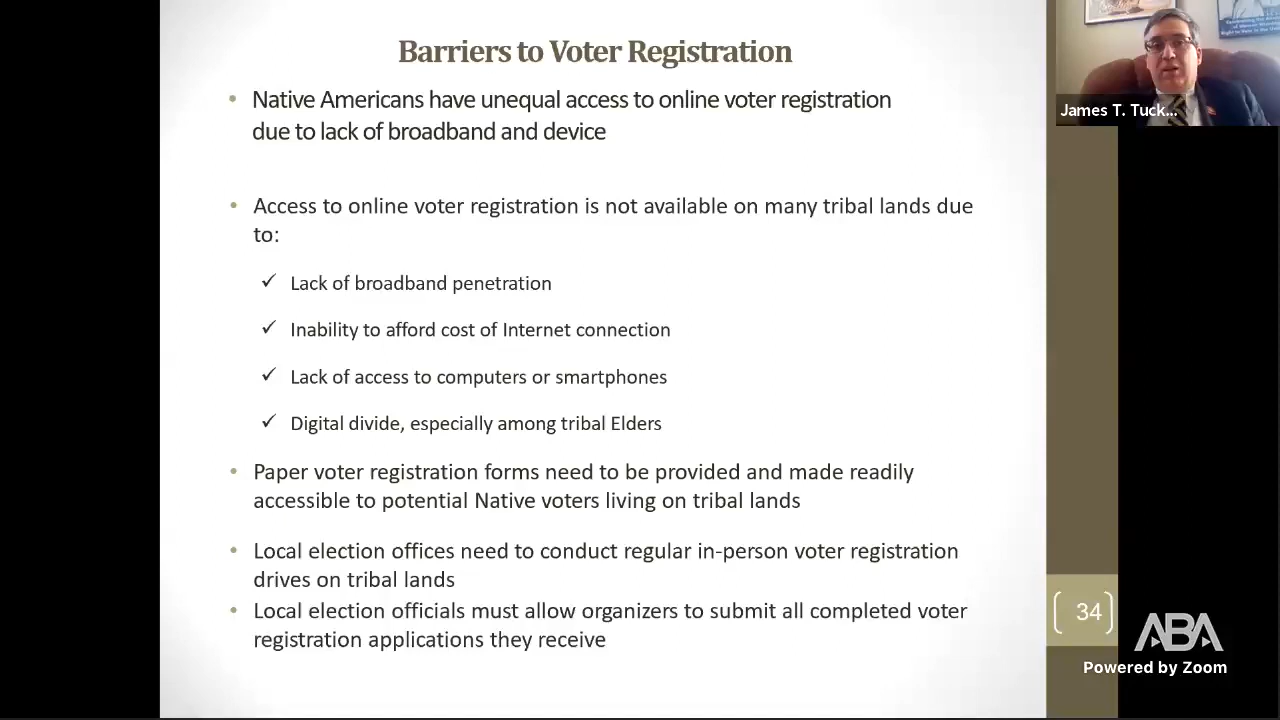 Barriers to Voter Registration
• Native Americans have unequal access to online voter registration
due to lack of broadband and device
• Access to online voter registration is not available on many tribal lands due
to:
✓ Lack of broadband penetration
✓ Inability to afford cost of Internet connection
✓ Lack of access to computers or smartphones
✓ Digital divide, especially among tribal Elders
• Paper voter registration forms need to be provided and made readily
accessible to potential Native voters living on tribal lands
• Local election offices need to conduct regular in-person voter registration
drives on tribal lands
• Local election officials must allow organizers to submit all completed voter
registration applications they receive
34
James T. Tuck...
ABA
Powered by Zoom